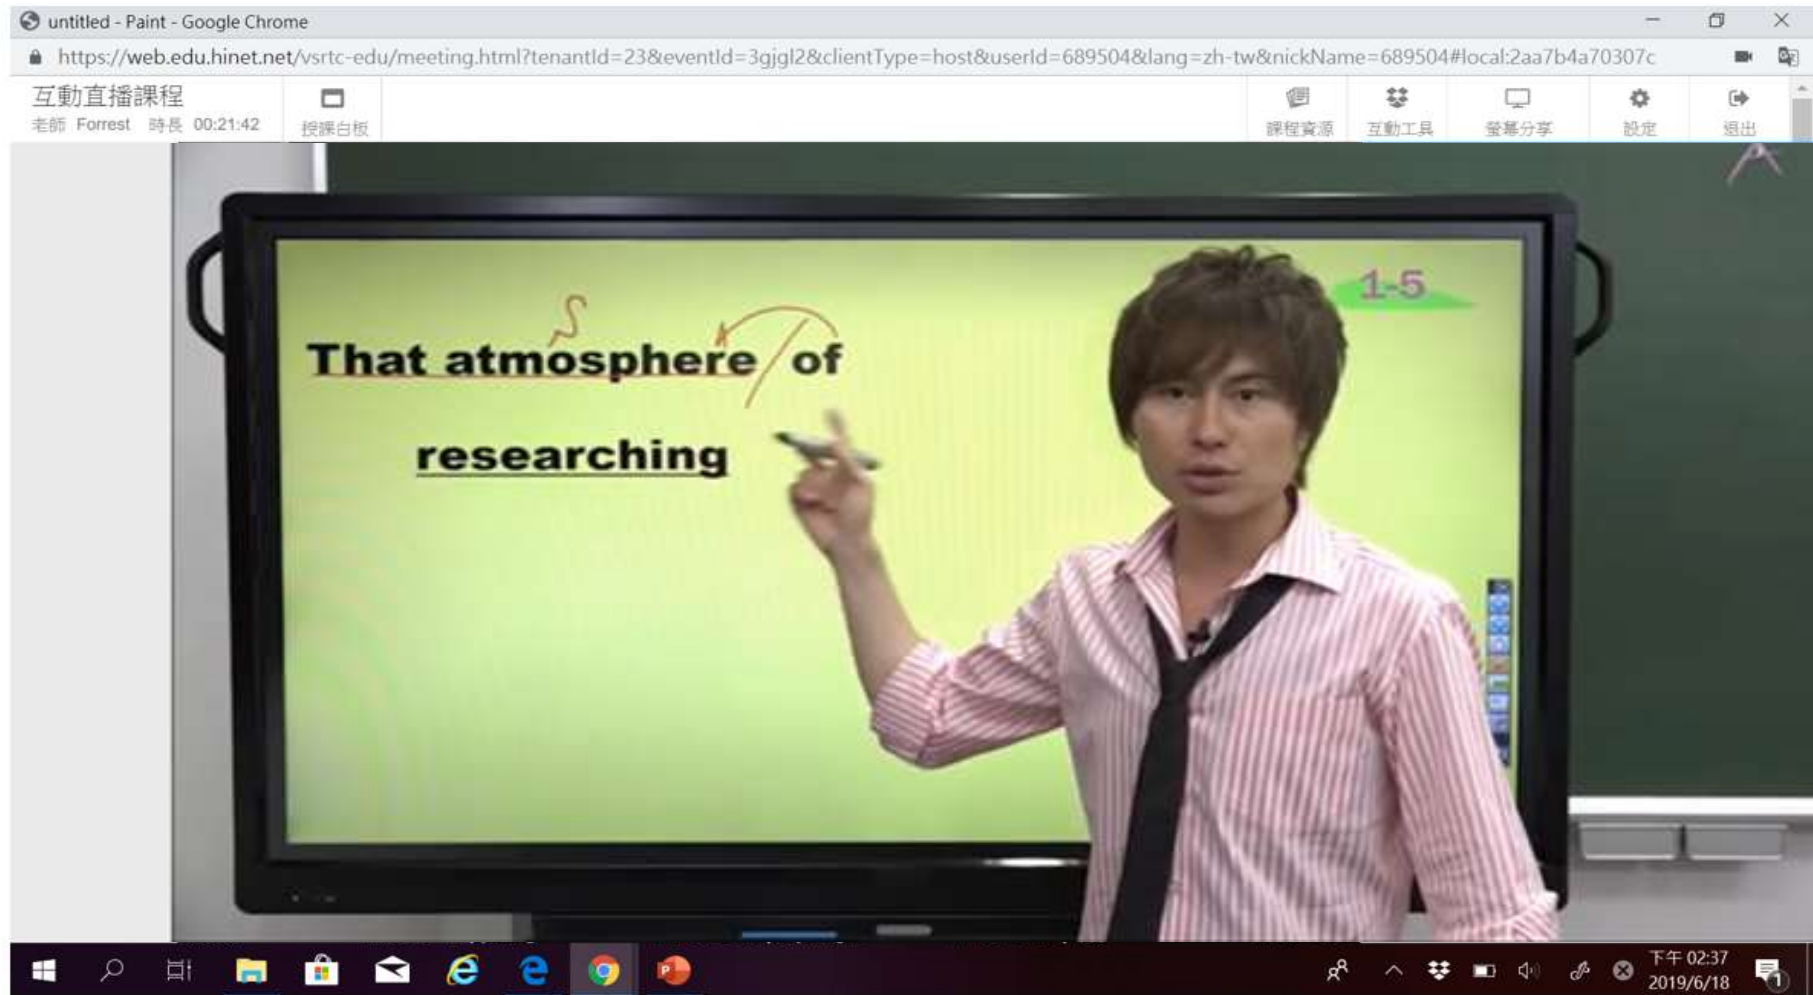 untitled - Paint - Google Chrome
https://web.edu.hinet.net/vsrtc-edu/meeting.html?tenantId=23&eventId=3gjgl2&clientType=host&userId=689504&lang=zh-tw&nickName=689504#local:2aa7b4a70307c
互動直播課程
老師 Forrest 時長 00:21:42
授課白板
課程資源 互動工具 螢幕分享 設定 退出
1-5
S
That atmosphere / of
researching
下午 02:37
2019/6/18
1